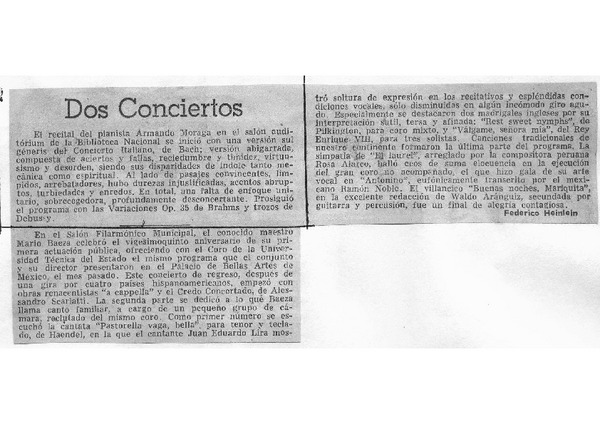 Dos Conciertos
El recital del pianista Armando Moraga en el salón audi-
tórium de la Biblioteca Nacional se inició con una versión sui
géneris del Concierto Italiano, de Bach; versión abigarrada,
compuesta de aciertos y fallas, reciedumbre y timidez, virtuo-
sismo y desorden, siendo sus disparidades de índole tanto me-
cánica como espiritual. Al lado de pasajes convincentes, lím-
pidos, arrebatadores, hubo durezas injustificadas, acentos abrup-
tos, turbiedades y enredos. En total, una falta de equilibrio uni-
tario, sobrecogedora, profundamente desconcertante. Prosiguió
el programa con las Variaciones Op. 35 de Brahms y trozos de
Debussy.
En el Salón Filarmónico Municipal, el conocido maestro
Mario Baeza celebró el vigesimoquinto aniversario de su pri-
mera actuación pública, ofreciendo con el Coro de la Univer-
sidad Técnica del Estado el mismo programa que el conjunto
y su director presentaron en el Palacio de Bellas Artes de
México, el mes pasado. Este concierto de regreso, después de
una gira por cuatro países hispanoamericanos, empezó con
obras renacentistas "a cappella" y el Credo Concertado, de Ales-
sandro Scarlatti. La segunda parte se dedicó a lo que Baeza
llama canto familiar, a cargo de un pequeño grupo de cá-
mara, reclutado del mismo coro. Como primer número se es-
cuchó la cantata "Pastorella vaga, bella", para tenor y tecla-
do, de Haendel, en la que el cantante Juan Eduardo Lira mos-
tró soltura de expresión en los recitativos y espléndidas con-
diciones vocales, sólo disminuidas en algún incómodo giro agu-
do. Especialmente se destacaron dos madrigales ingleses por su
interpretación sutil, tersa y afinada: "Best sweet nymphs", de
Pilkington, para coro mixto, y "Válgame, señora mía", del Rey
Enrique VIII, para tres solistas. Canciones tradicionales de
nuestro continente formaron la última parte del programa. La
simpatía de "El laurel", arreglado por la compositora peruana
Rosa Alarco, halló ecos de suma elocuencia en la ejecución
del gran coro no acompañado, el que hizo gala de su arte
vocal en "Antonino", eufónicamente transcrito por el mexi-
cano Ramón Noble. El villancico "Buenas noches, Mariquita",
en la excelente redacción de Waldo Aránguiz, secundada por
guitarra y percusión, fue un final de alegría contagiosa.
Federico Heinlein